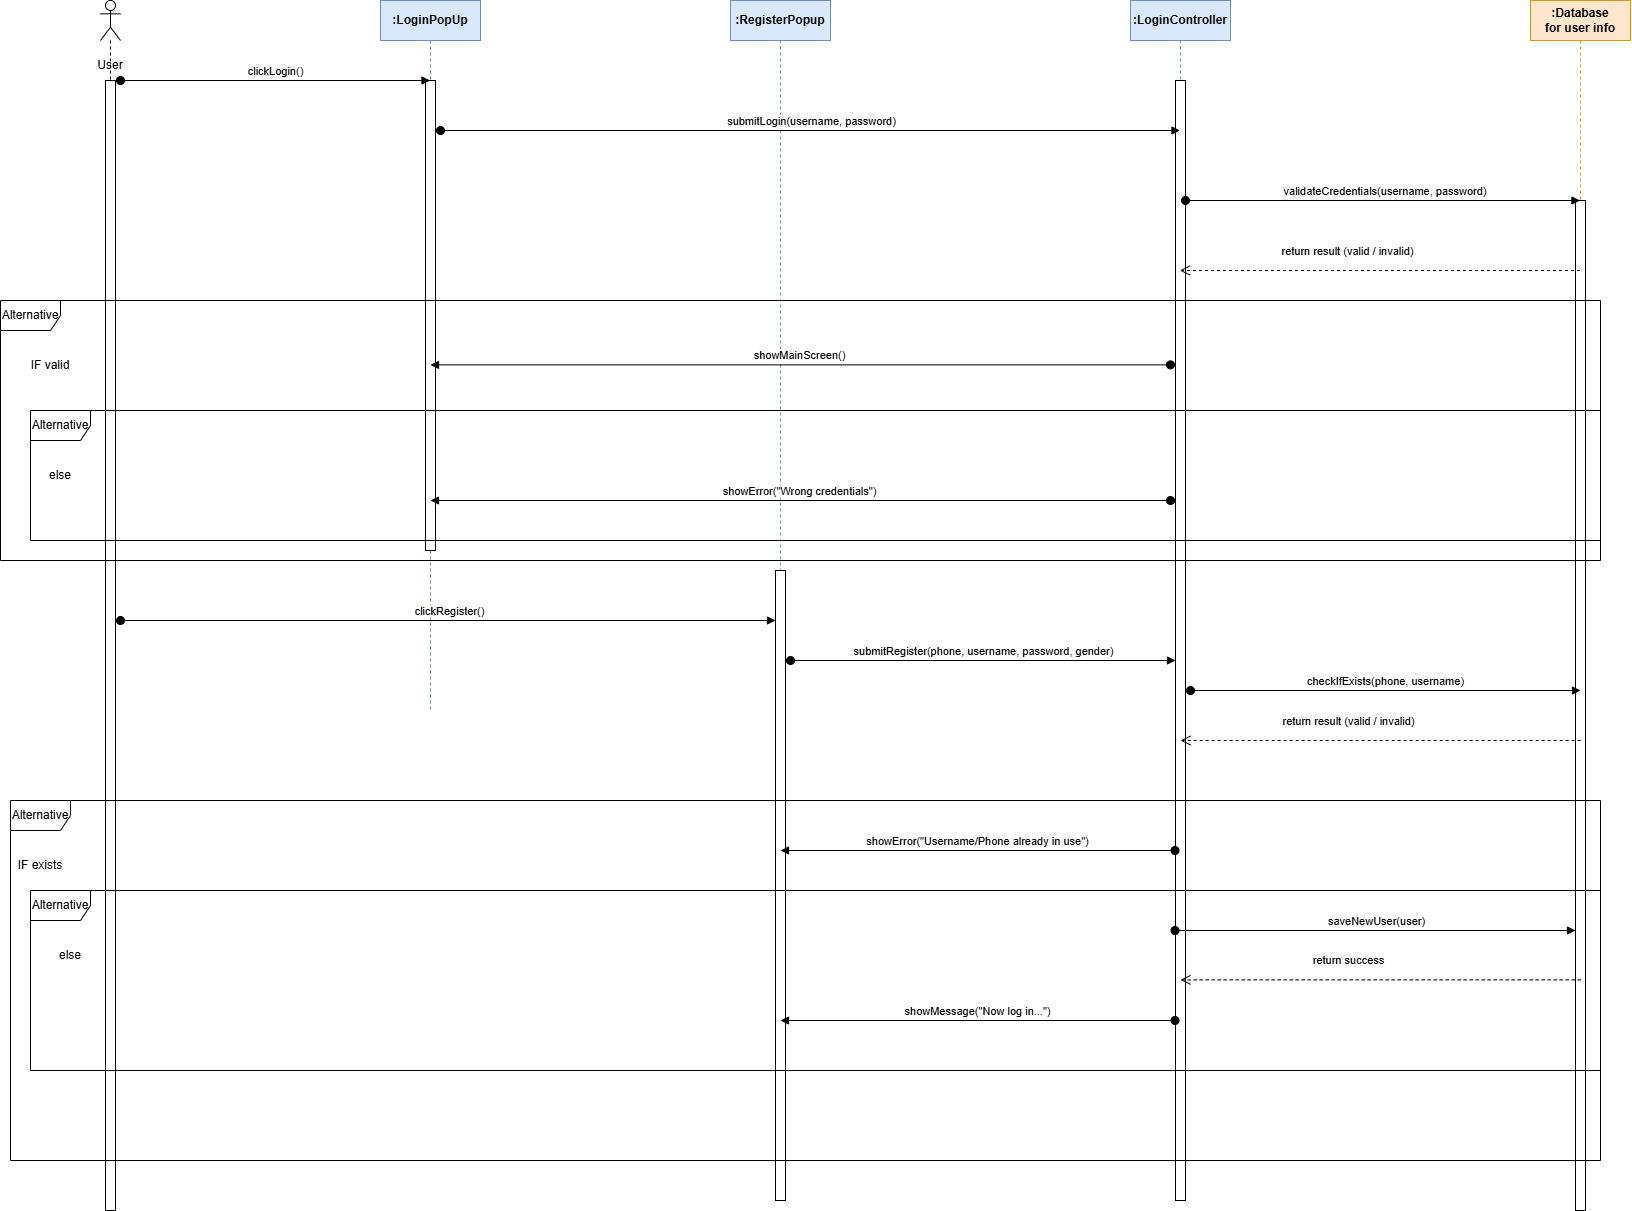 :LoginPopUp
:RegisterPopup
:LoginController
:Database
for user info
User
clickLogin()
submitLogin(username, password)
validateCredentials(username, password)
return result (valid / invalid)
Alternative
IF valid
showMainScreen()
Alternative
else
showError("Wrong credentials")
clickRegister()
submitRegister(phone, username, password, gender)
checkIfExists(phone, username)
return result (valid / invalid)
Alternative
showError("Username/Phone already in use")
IF exists
Alternative
saveNewUser(user)
else
return success
showMessage("Now log in...")